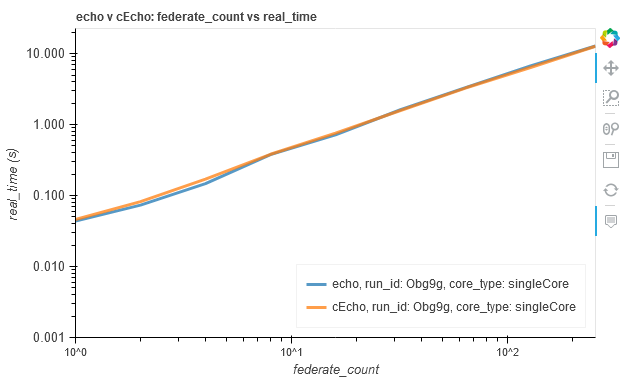 echo v cEcho: federate_count vs real_time
10.000
1.000
0.100
0.010
0.001
real_time (s)
echo, run_id: Obg9g, core_type: singleCore
cEcho, run_id: Obg9g, core_type: singleCore
10^0
10^1
10^2
federate_count